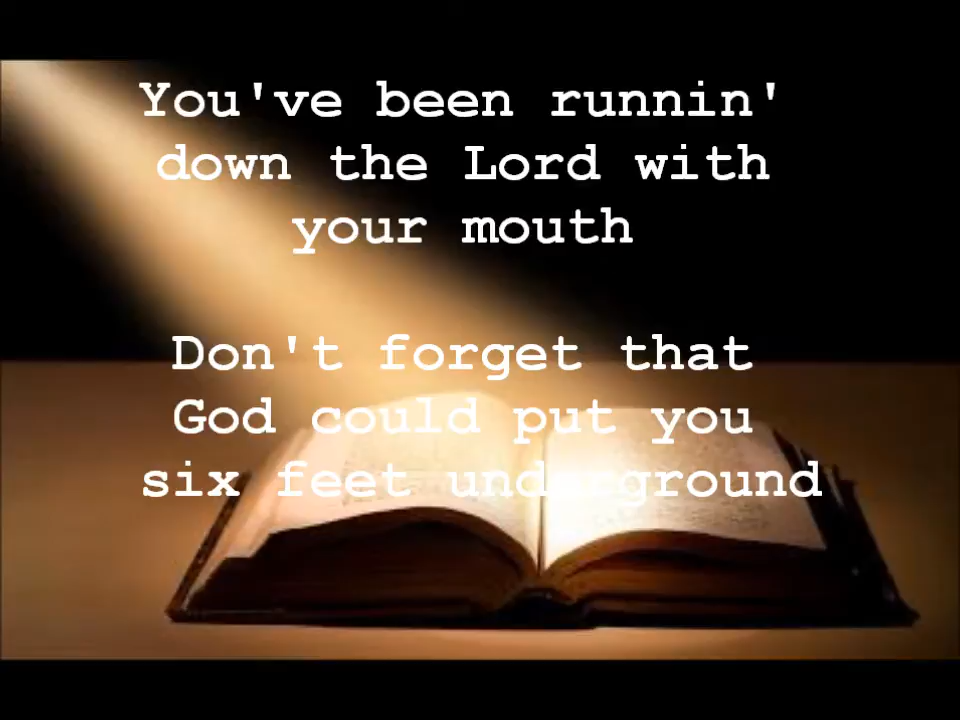 You've been runnin'
down the Lord with
your mouth
Don't forget that
God could put you
six feet underground